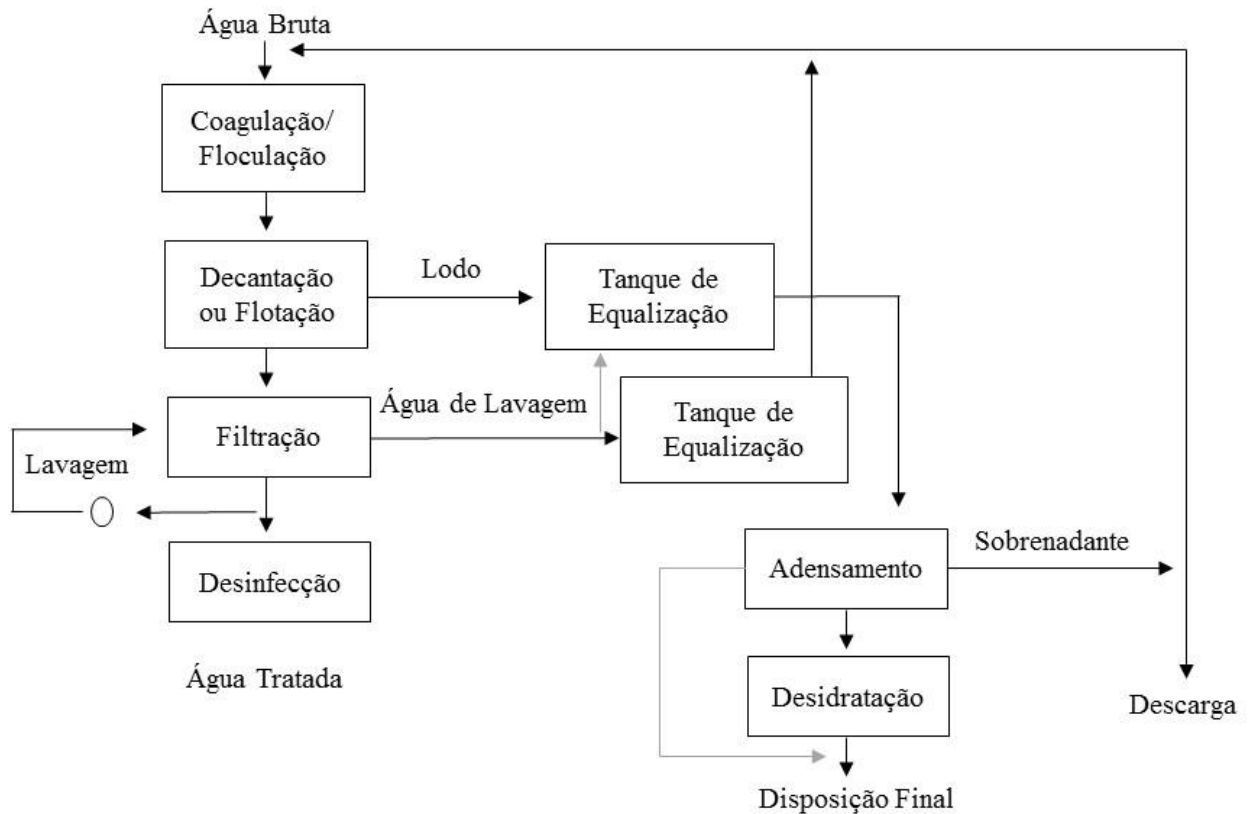 Água Bruta
Coagulação/
Floculação
Decantação
ou Flotação
Lodo
Tanque de
Equalização
Filtração
Água de Lavagem
Tanque de
Equalização
Lavagem
Desinfecção
Água Tratada
Adensamento
Sobrenadante
Desidratação
Descarga
Disposição Final